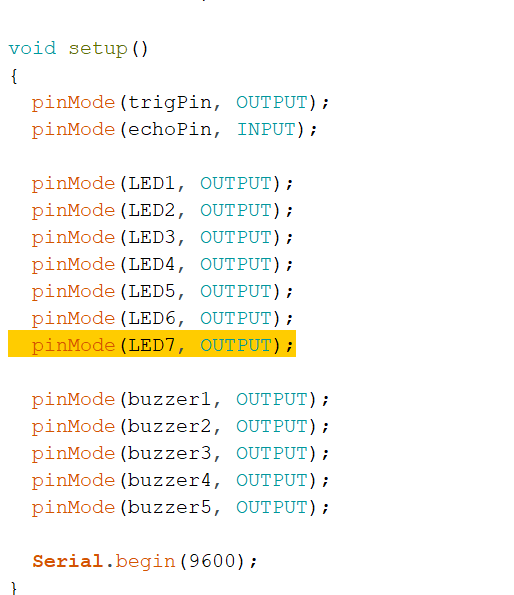 void setup()
{
  pinMode(trigPin, OUTPUT);
  pinMode(echoPin, INPUT);

  pinMode(LED1, OUTPUT);
  pinMode(LED2, OUTPUT);
  pinMode(LED3, OUTPUT);
  pinMode(LED4, OUTPUT);
  pinMode(LED5, OUTPUT);
  pinMode(LED6, OUTPUT);
  pinMode(LED7, OUTPUT);

  pinMode(buzzer1, OUTPUT);
  pinMode(buzzer2, OUTPUT);
  pinMode(buzzer3, OUTPUT);
  pinMode(buzzer4, OUTPUT);
  pinMode(buzzer5, OUTPUT);

  Serial.begin(9600);
}